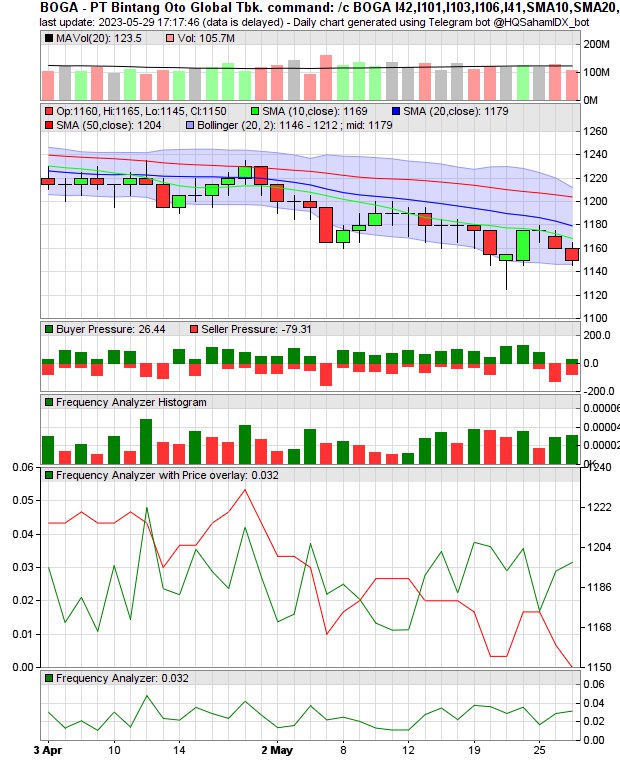 BOGA - PT Bintang Oto Global Tbk. command: /c BOGA I42,I101,I103,I106,I41,SMA10,SMA20,
last update: 2023-05-29 17:17:46 (data is delayed) - Daily chart generated using Telegram bot @HQSahamIDX_bot
MAVol(20): 123.5 Vol: 105.7M
200M
100M
0M
Op:1160, Hi:1165, Lo:1145, Cl:1150 SMA (10,close): 1169 SMA (20,close): 1179
SMA (50,close): 1204 Bollinger (20, 2): 1146 - 1212 ; mid: 1179
1260
1240
1220
1200
1180
1160
1140
1120
1100
Buyer Pressure: 26.44 Seller Pressure: -79.31
200.0
0.0
-200.0
Frequency Analyzer Histogram
0.00006
0.00004
0.00002
0K
Frequency Analyzer with Price overlay: 0.032
0.06
0.05
0.04
0.03
0.02
0.01
0.00
1240
1222
1204
1186
1168
1150
Frequency Analyzer: 0.032
0.06
0.04
0.02
0.00
3 Apr 10 14 2 May 8 12 19 25